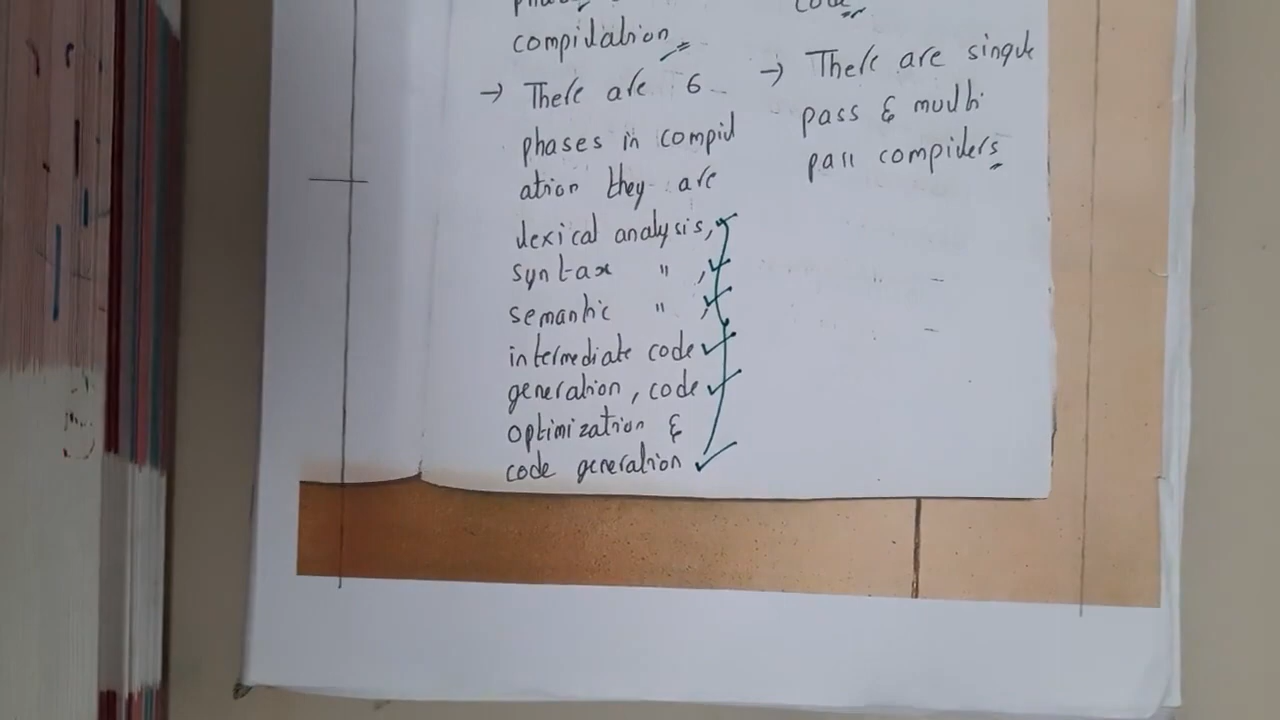 compilation
→ There are 6
phases in compil
ation they are
lexical analysis,
syntax " ,
semantic " ,
intermediate code
generation, code
optimization &
code generation
→ There are single
pass & multi
pass compilers